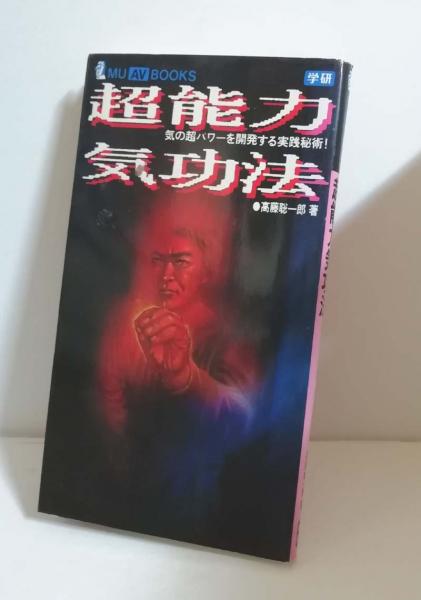 MU AV BOOKS
学研
超能力
気の超パワーを開発する実践秘術!
気功法
●高藤聡一郎 著